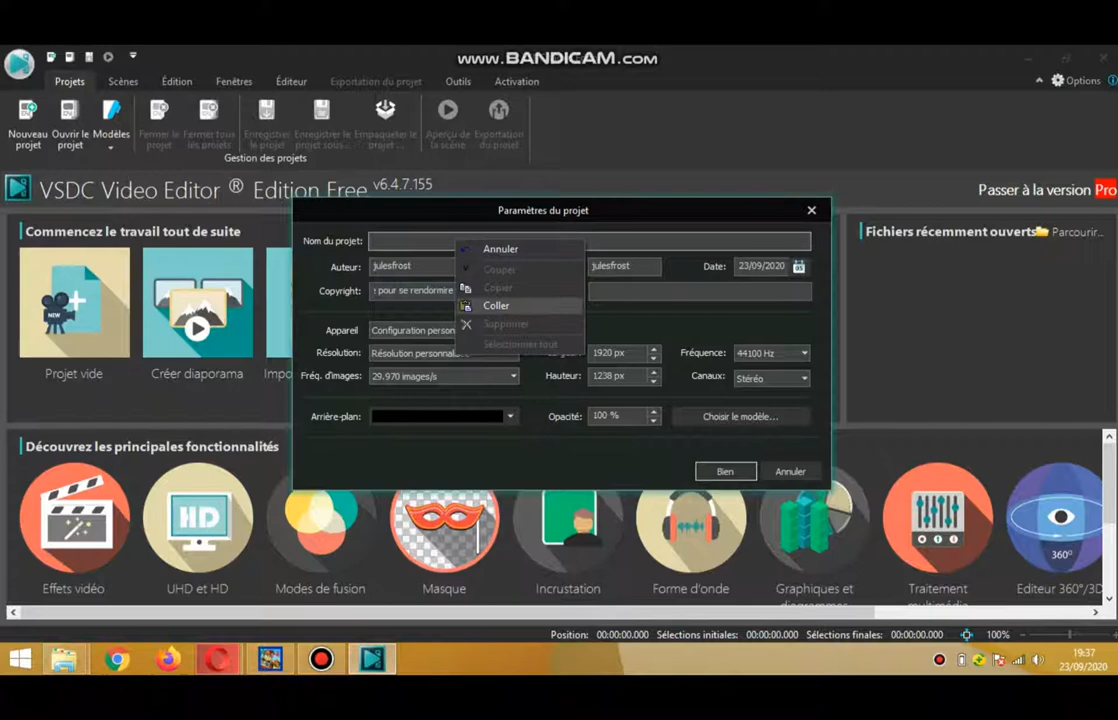 www.BANDICAM.com
Projets Scènes Édition Fenêtres Éditeur Exportation du projet Outils Activation
Options
Nouveau projet
Ouvrir le projet
Modèles
Fermer le projet
Fermer tous les projets
Enregistrer le projet
Enregistrer le projet sous...
Empaqueter le projet ...
Aperçu de la scène
Exportation du projet
Gestion des projets
VSDC Video Editor ® Edition Free v6.4.7.155
Passer à la version Pro
Commencez le travail tout de suite
Fichiers récemment ouverts
Parcourir...
NEW
Projet vide
Créer diaporama
Impo
Paramètres du projet
Nom du projet:
Auteur: julesfrost
julesfrost
Date: 23/09/2020
Copyright: : pour se rendormire
Annuler
Couper
Copier
Coller
Supprimer
Sélectionner tout
Appareil Configuration person
Résolution: Résolution personnal
1920 px
Fréquence: 44100 Hz
Fréq. d'images: 29.970 images/s
Hauteur: 1238 px
Canaux: Stéréo
Arrière-plan:
Opacité: 100 %
Choisir le modèle...
Bien
Annuler
Découvrez les principales fonctionnalités
HD
360°
Effets vidéo
UHD et HD
Modes de fusion
Masque
Incrustation
Forme d'onde
Graphiques et diagrammes
Traitement multimédia
Editeur 360°/3D
Position: 00:00:00.000 Sélections initiales: 00:00:00.000 Sélections finales: 00:00:00.000 100%
19:37
23/09/2020